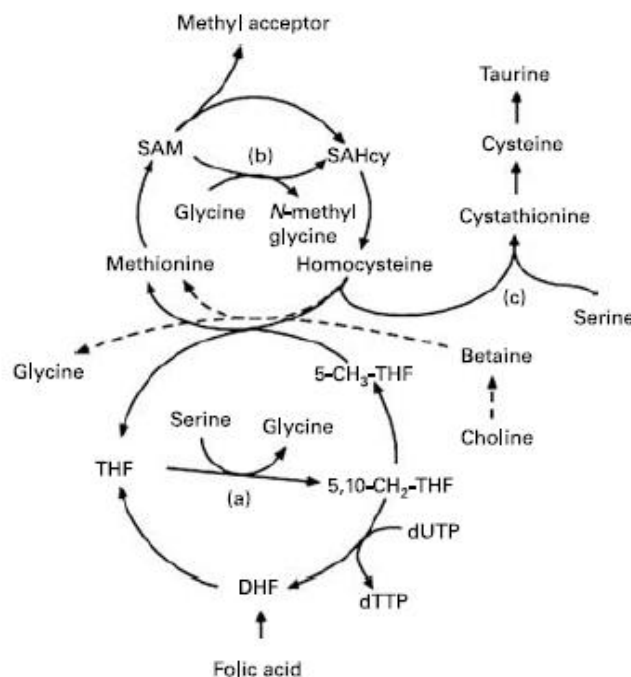 Methyl acceptor
Taurine
SAM
(b)
SAHcy
Cysteine
Glycine
N-methyl
glycine
Cystathionine
Methionine
Homocysteine
(c)
Serine
Glycine
5-CH₃-THF
Betaine
Serine
Glycine
Choline
THF
(a)
5,10-CH₂-THF
dUTP
DHF
dTTP
Folic acid